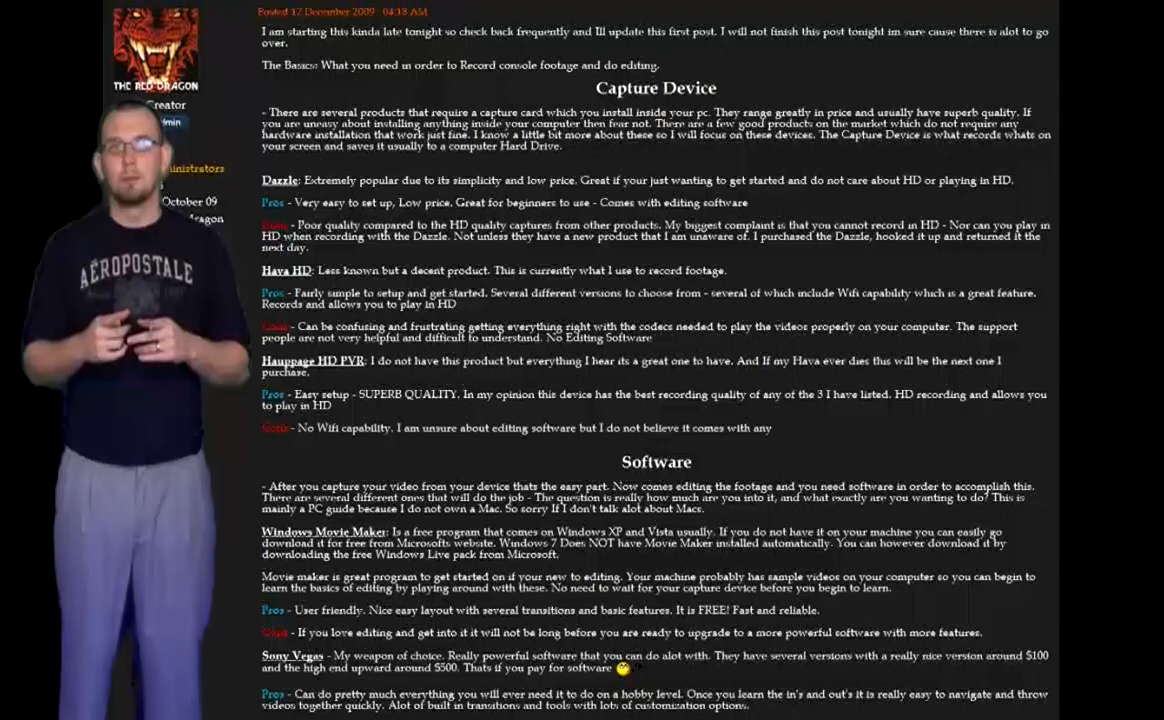 Posted 17 December 2009 - 04:18 AM
I am starting this kinda late tonight so check back frequently and Ill update this first post. I will not finish this post tonight im sure cause there is alot to go
over.
The Basics: What you need in order to Record console footage and do editing.
THE RED DRAGON
Creator
dmin
ministrators
October 09
ragon
Capture Device
- There are several products that require a capture card which you install inside your pc. They range greatly in price and usually have superb quality. If
you are uneasy about installing anything inside your computer then fear not. There are a few good products on the market which do not require any
hardware installation that work just fine. I know a little bit more about these so I will focus on these devices. The Capture Device is what records whats on
your screen and saves it usually to a computer Hard Drive.
Dazzle: Extremely popular due to its simplicity and low price. Great if your just wanting to get started and do not care about HD or playing in HD.
Pros - Very easy to set up, Low price. Great for beginners to use - Comes with editing software
Cons - Poor quality compared to the HD quality captures from other products. My biggest complaint is that you cannot record in HD - Nor can you play in
HD when recording with the Dazzle. Not unless they have a new product that I am unaware of. I purchased the Dazzle, hooked it up and returned it the
next day.
Hava HD: Less known but a decent product. This is currently what I use to record footage.
Pros - Fairly simple to setup and get started. Several different versions to choose from - several of which include Wifi capability which is a great feature.
Records and allows you to play in HD
Cons - Can be confusing and frustrating getting everything right with the codecs needed to play the videos properly on your computer. The support
people are not very helpful and difficult to understand. No Editing Software
Hauppage HD PVR: I do not have this product but everything I hear its a great one to have. And If my Hava ever dies this will be the next one I
purchase.
Pros - Easy setup - SUPERB QUALITY. In my opinion this device has the best recording quality of any of the 3 I have listed. HD recording and allows you
to play in HD
Cons - No Wifi capability. I am unsure about editing software but I do not believe it comes with any
AÉROPOSTALE
Software
- After you capture your video from your device thats the easy part. Now comes editing the footage and you need software in order to accomplish this.
There are several different ones that will do the job - The question is really how much are you into it, and what exactly are you wanting to do? This is
mainly a PC guide because I do not own a Mac. So sorry If I don't talk alot about Macs.
Windows Movie Maker: Is a free program that comes on Windows XP and Vista usually. If you do not have it on your machine you can easily go
download it for free from Microsofts website. Windows 7 Does NOT have Movie Maker installed automatically. You can however download it by
downloading the free Windows Live pack from Microsoft.
Movie maker is great program to get started on if your new to editing. Your machine probably has sample videos on your computer so you can begin to
learn the basics of editing by playing around with these. No need to wait for your capture device before you begin to learn.
Pros - User friendly. Nice easy layout with several transitions and basic features. It is FREE! Fast and reliable.
Cons - If you love editing and get into it it will not be long before you are ready to upgrade to a more powerful software with more features.
Sony Vegas - My weapon of choice. Really powerful software that you can do alot with. They have several versions with a really nice version around $100
and the high end upward around $500. Thats if you pay for software
Pros - Can do pretty much everything you will ever need it to do on a hobby level. Once you learn the in's and out's it is really easy to navigate and throw
videos together quickly. Alot of built in transitions and tools with lots of customization options.